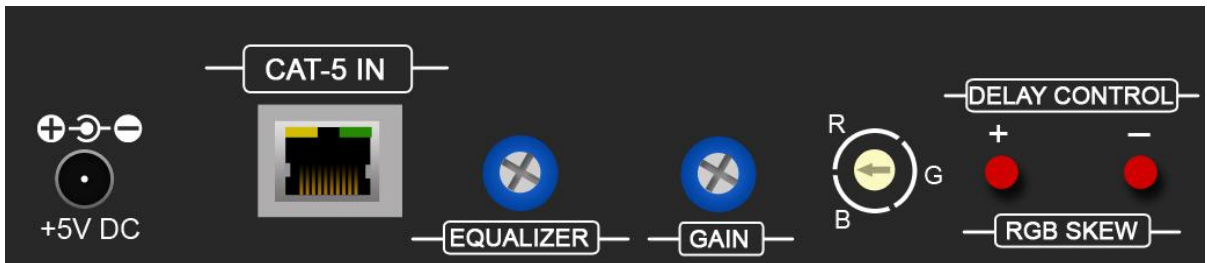 CAT-5 IN
+5V DC
EQUALIZER
GAIN
R
G
B
DELAY CONTROL
+ −
RGB SKEW